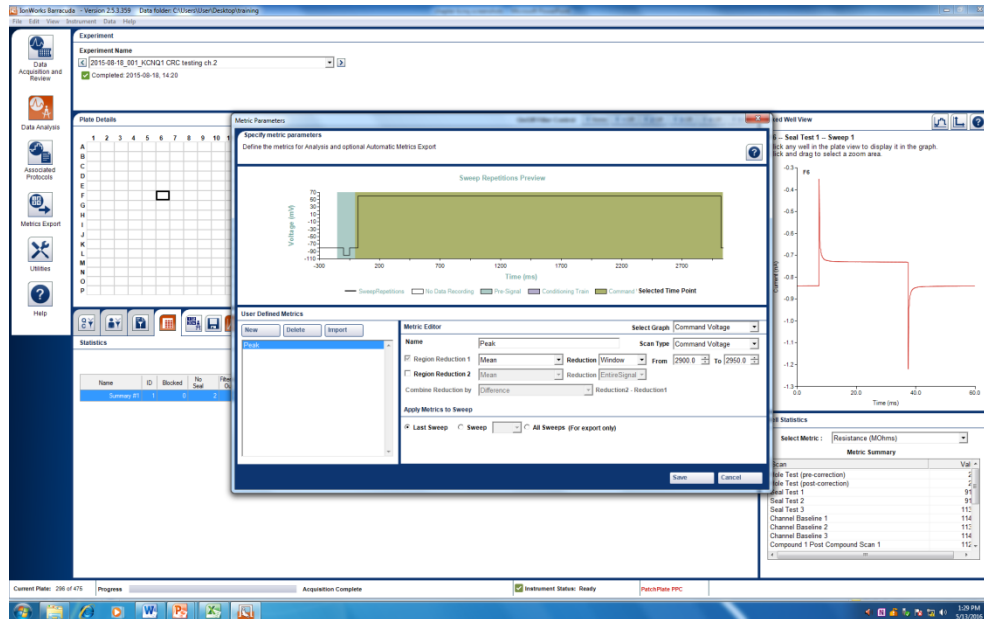 IonWorks Barracuda - Version 2.5.3.359 Data folder: C:\Users\User\Desktop\training
File Edit View Instrument Data Help
Data Acquisition and Review
Data Analysis
Associated Protocols
Metrics Export
Utilities
Help
Experiment
Experiment Name
2015-08-18_001_KCNQ1 CRC testing ch.2
Completed: 2015-08-18, 14:20
Plate Details
1 2 3 4 5 6 7 8 9 10
A
B
C
D
E
F
G
H
I
J
K
L
M
N
O
P
Statistics
Name ID Blocked No Seal
Summary #1 1 0 2
Metric Parameters
Specify metric parameters
Define the metrics for Analysis and optional Automatic Metrics Export
Sweep Repetitions Preview
Voltage (mV)
70
50
30
10
-10
-30
-50
-70
-90
-110
-300 200 700 1200 1700 2200 2700
Time (ms)
SweepRepetitions No Data Recording Pre-Signal Conditioning Train Command Selected Time Point
User Defined Metrics
New Delete Import
Peak
Metric Editor Select Graph Command Voltage
Name Peak Scan Type Command Voltage
Region Reduction 1 Mean Reduction Window From 2900.0 To 2950.0
Region Reduction 2 Mean Reduction EntireSignal
Combine Reduction by Difference Reduction2 - Reduction1
Apply Metrics to Sweep
Last Sweep Sweep All Sweeps (For export only)
Save Cancel
Well View
Seal Test 1 -- Sweep 1
any well in the plate view to display it in the graph.
and drag to select a zoom area.
F6
-0.3
-0.4
-0.5
-0.6
-0.7
-0.8
-0.9
-1.0
-1.1
-1.2
-1.3
0.0 20.0 40.0 60.0
Time (ms)
Statistics
Select Metric : Resistance (MOhms)
Metric Summary
Scan Val
Hole Test (pre-correction)
Hole Test (post-correction)
Seal Test 1 91
Seal Test 2 91
Seal Test 3 113
Channel Baseline 1 114
Channel Baseline 2 113
Channel Baseline 3 114
Compound 1 Post Compound Scan 1 112
Current Plate: 298 of 476 Progress Acquisition Complete Instrument Status: Ready PatchPlate PPC
1:29 PM
5/13/2016